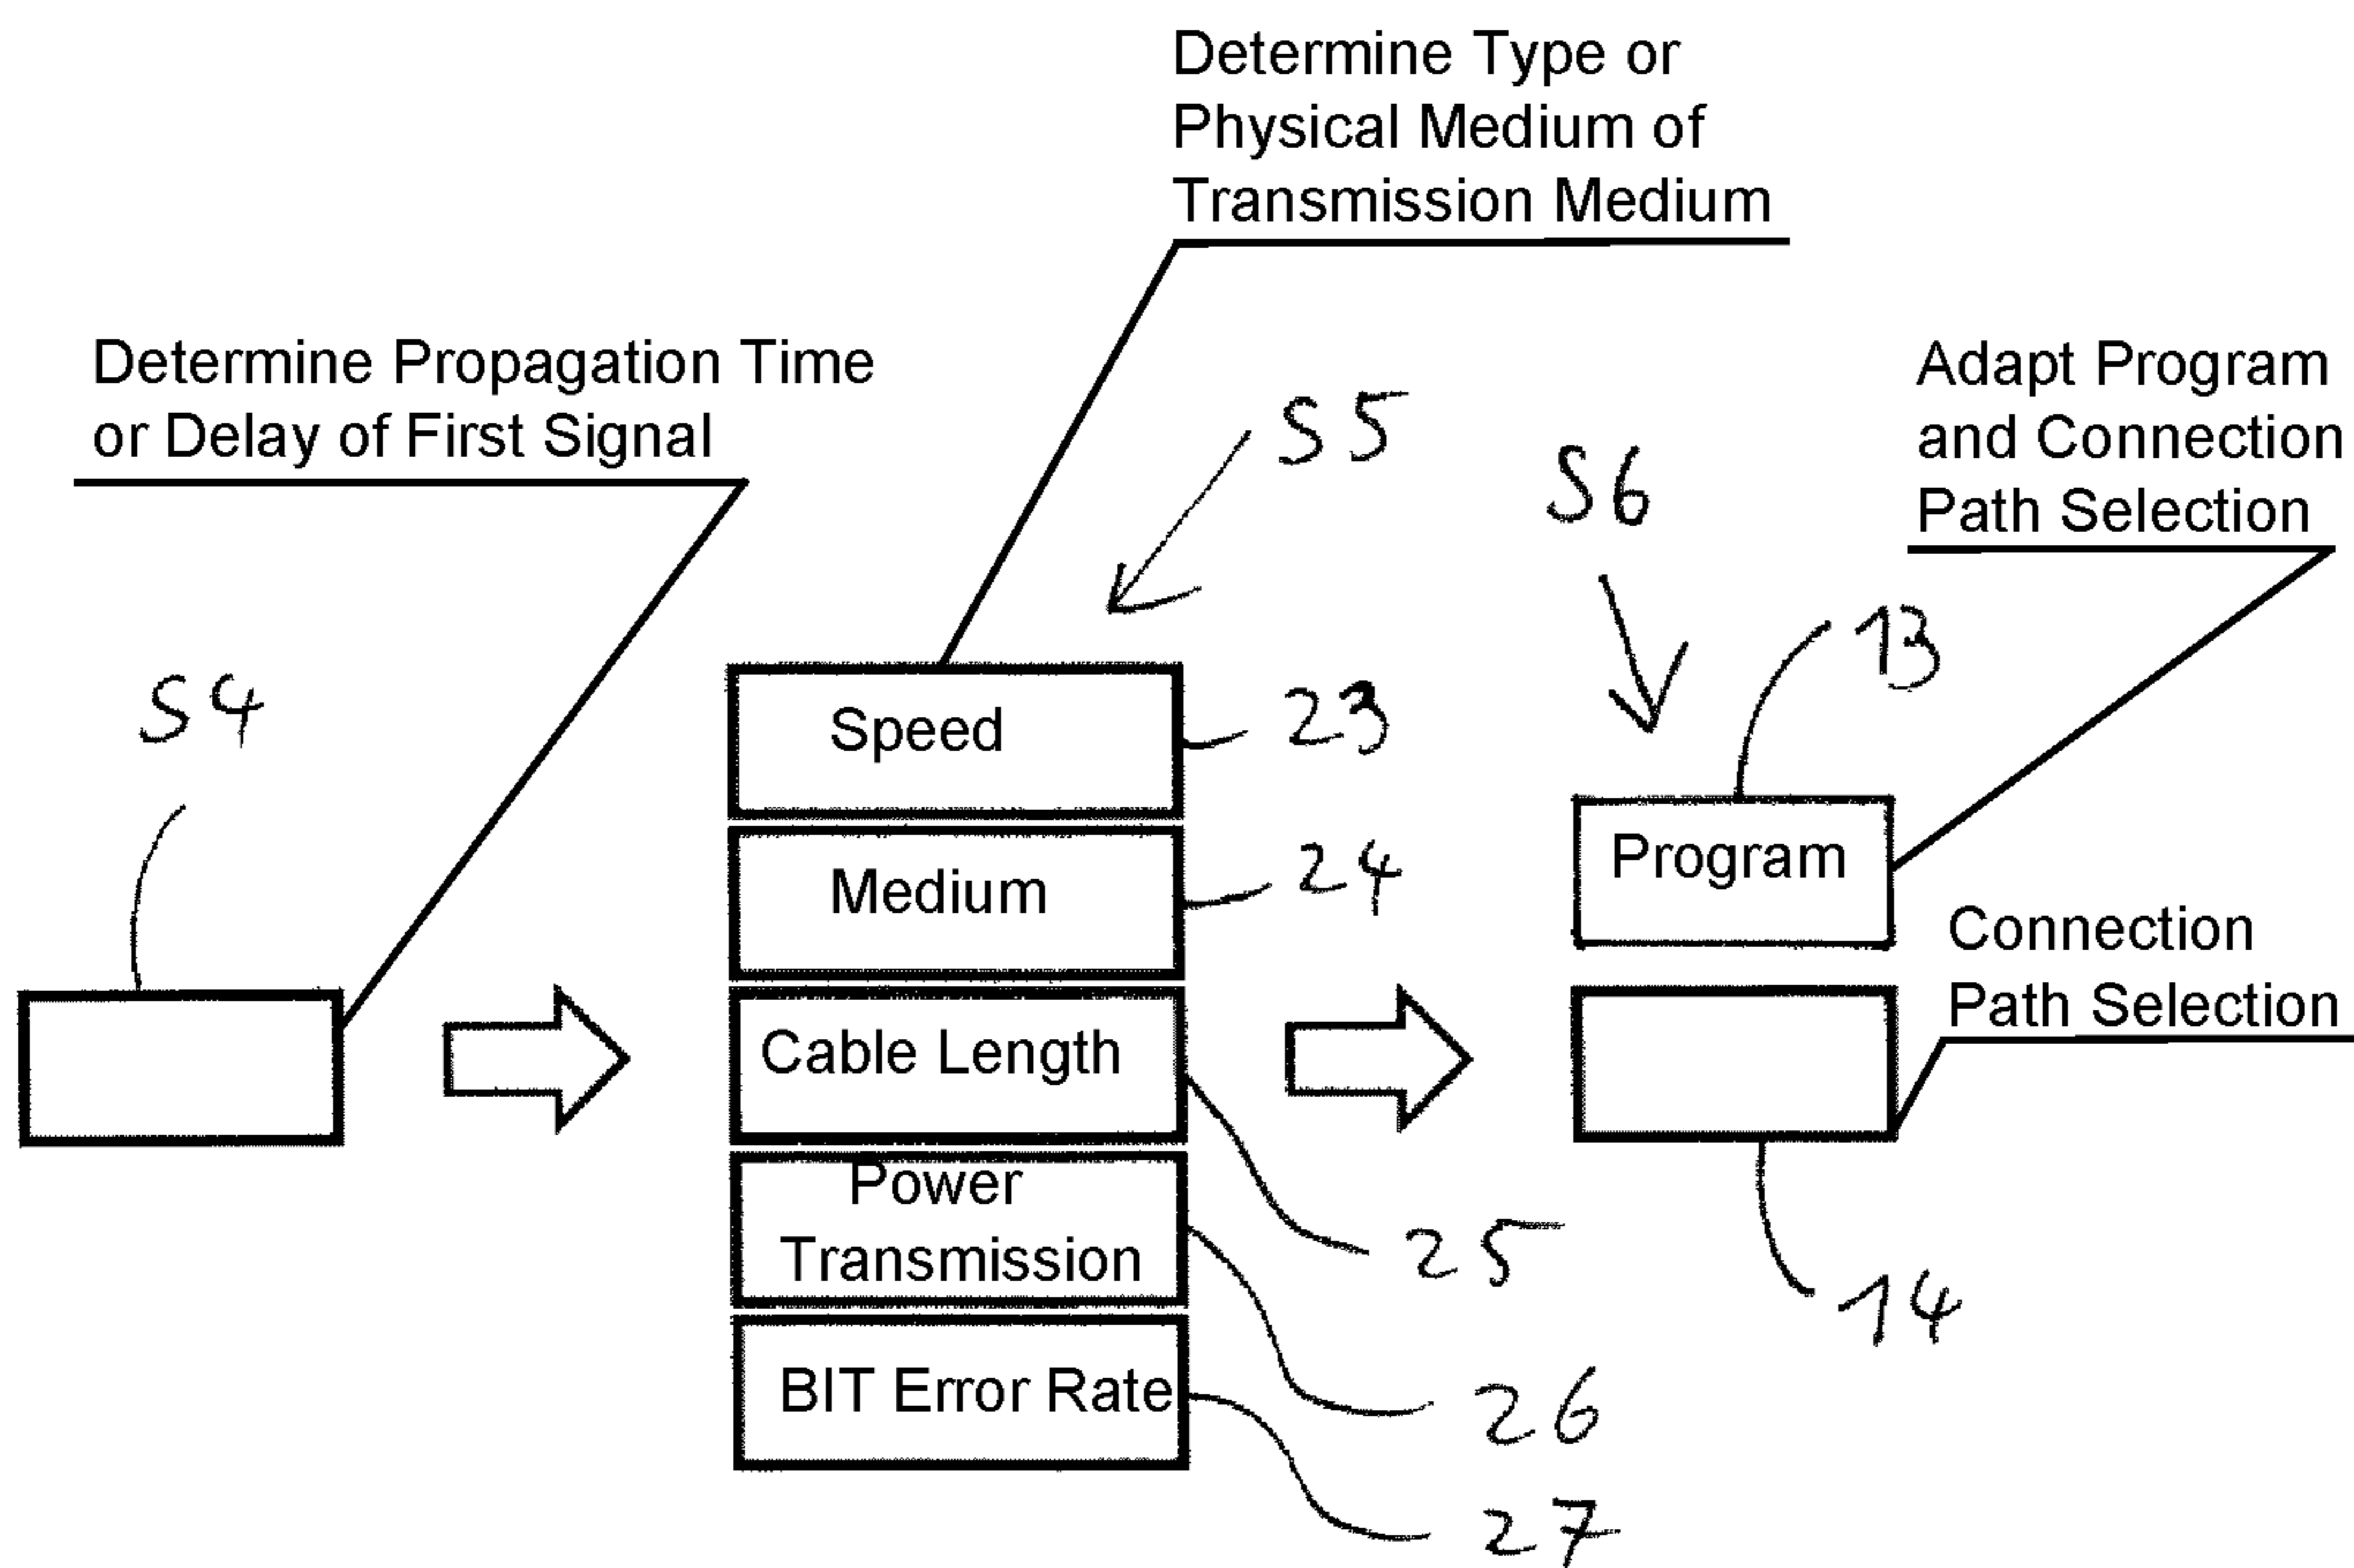 Determine Type or
Physical Medium of
Transmission Medium
Determine Propagation Time
or Delay of First Signal
S5
S6
Adapt Program
and Connection
Path Selection
13
S4
Speed
23
Medium
24
Program
Connection
Path Selection
Cable Length
25
Power
Transmission
26
14
BIT Error Rate
27